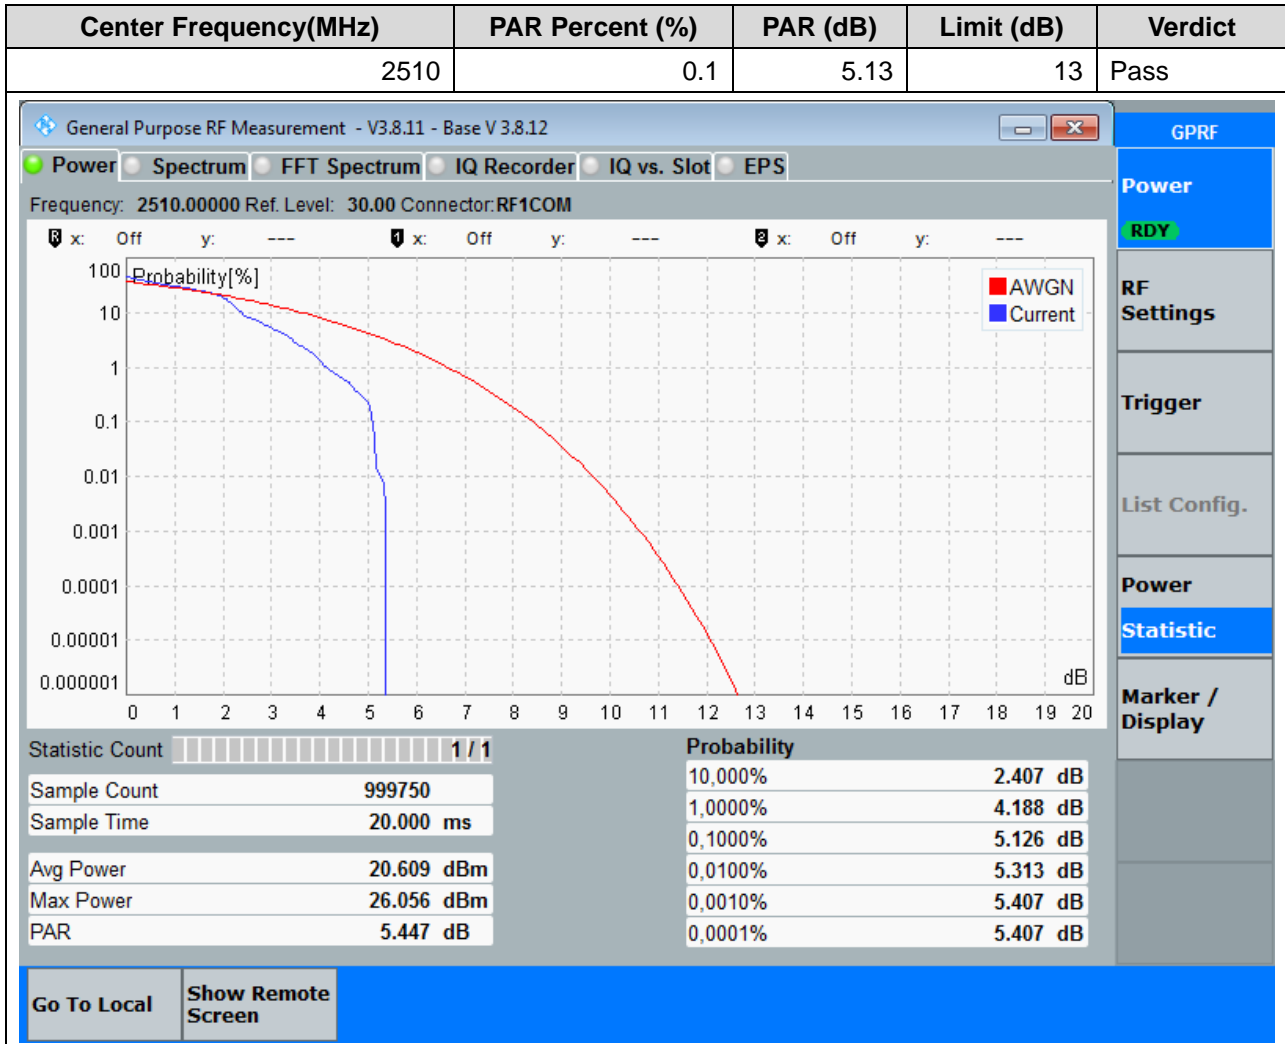 Center Frequency(MHz) PAR Percent (%) PAR (dB) Limit (dB) Verdict
2510 0.1 5.13 13 Pass
General Purpose RF Measurement - V3.8.11 - Base V 3.8.12
GPRF
Power Spectrum FFT Spectrum IQ Recorder IQ vs. Slot EPS
Frequency: 2510.00000 Ref. Level: 30.00 Connector: RF1COM
R x: Off y: --- 1 x: Off y: --- 2 x: Off y: ---
Probability[%]
AWGN
Current
100
10
1
0.1
0.01
0.001
0.0001
0.00001
0.000001
dB
0 1 2 3 4 5 6 7 8 9 10 11 12 13 14 15 16 17 18 19 20
Statistic Count 1 / 1
Sample Count 999750
Sample Time 20.000 ms
Avg Power 20.609 dBm
Max Power 26.056 dBm
PAR 5.447 dB
Probability
10,000% 2.407 dB
1,0000% 4.188 dB
0,1000% 5.126 dB
0,0100% 5.313 dB
0,0010% 5.407 dB
0,0001% 5.407 dB
Power
RDY
RF
Settings
Trigger
List Config.
Power
Statistic
Marker /
Display
Go To Local
Show Remote
Screen